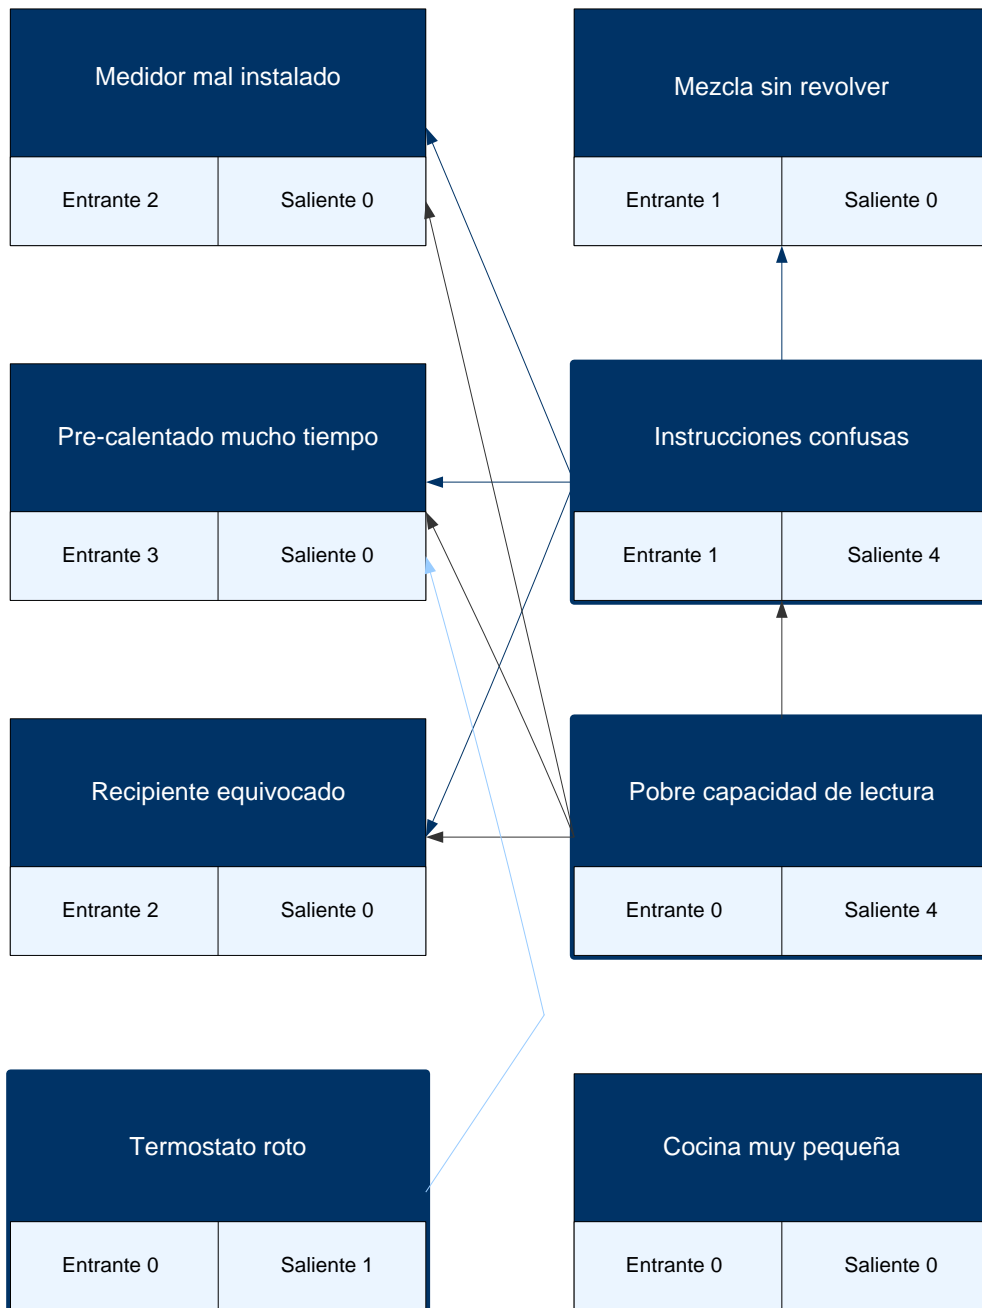 Medidor mal instalado
Entrante 2
Saliente 0
Mezcla sin revolver
Entrante 1
Saliente 0
Pre-calentado mucho tiempo
Entrante 3
Saliente 0
Instrucciones confusas
Entrante 1
Saliente 4
Recipiente equivocado
Entrante 2
Saliente 0
Pobre capacidad de lectura
Entrante 0
Saliente 4
Termostato roto
Entrante 0
Saliente 1
Cocina muy pequeña
Entrante 0
Saliente 0